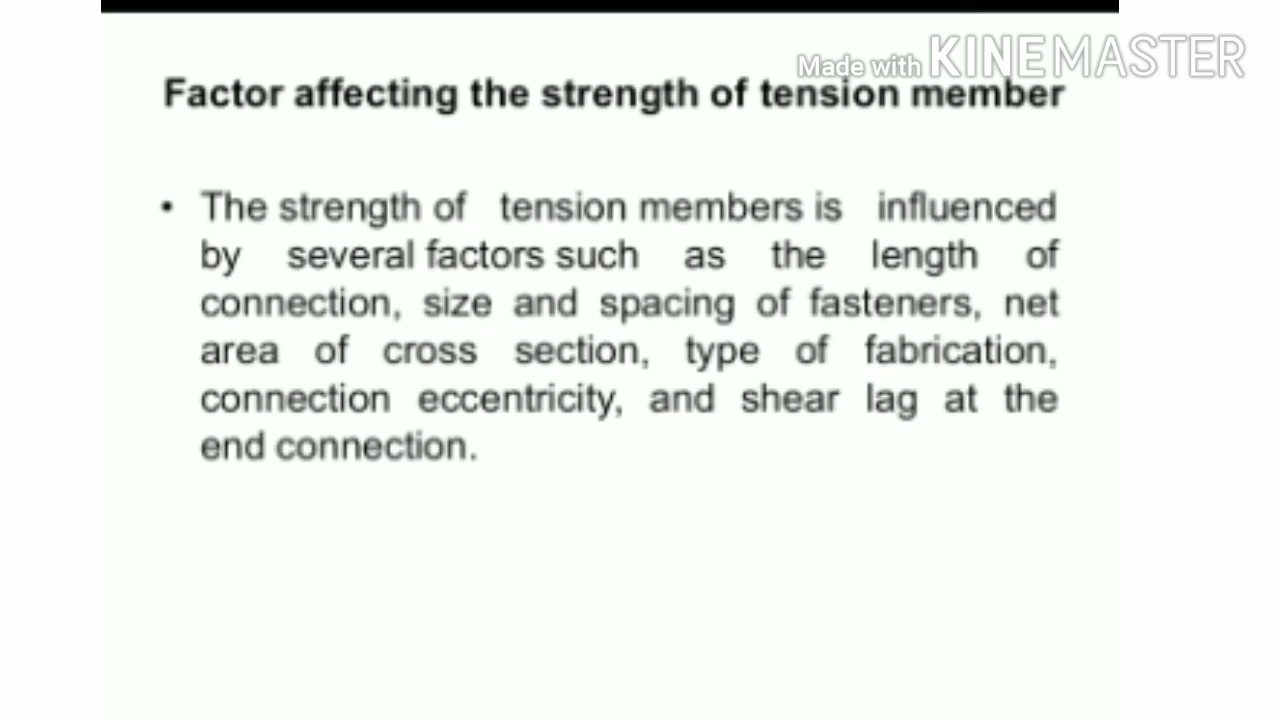 Made with KINEMASTER
Factor affecting the strength of tension member
• The strength of tension members is influenced
by several factors such as the length of
connection, size and spacing of fasteners, net
area of cross section, type of fabrication,
connection eccentricity, and shear lag at the
end connection.